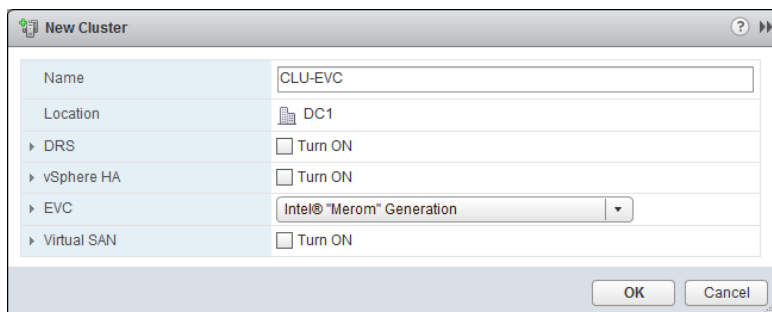 New Cluster
?
Name CLU-EVC
Location DC1
DRS Turn ON
vSphere HA Turn ON
EVC Intel® "Merom" Generation
Virtual SAN Turn ON
OK Cancel